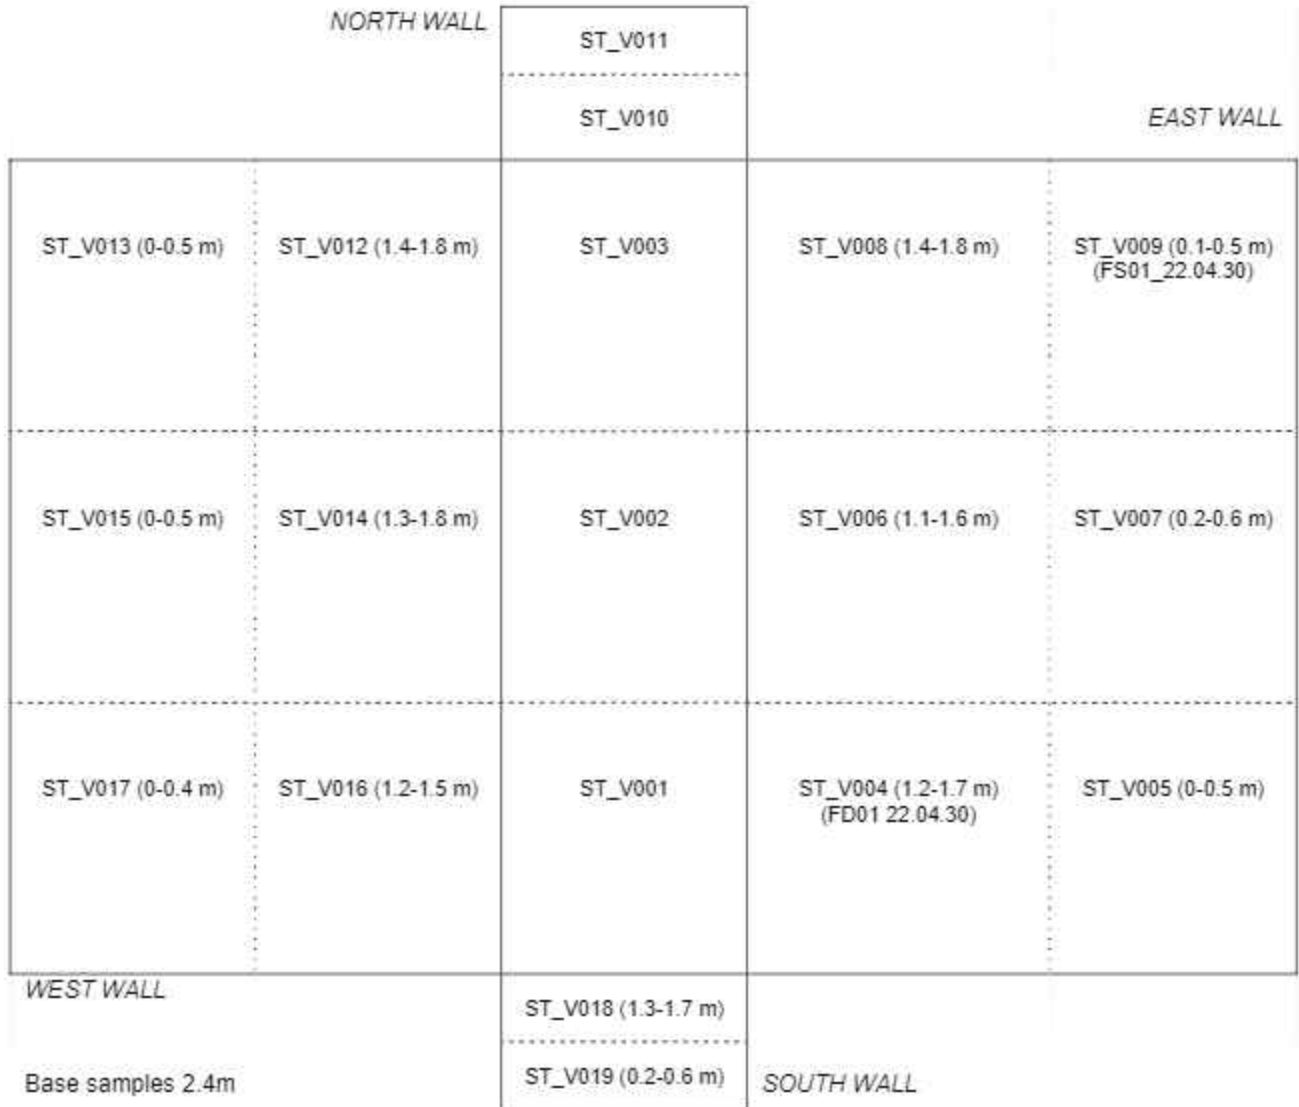 NORTH WALL
ST_V011
ST_V010
EAST WALL
ST_V013 (0-0.5 m)
ST_V012 (1.4-1.8 m)
ST_V003
ST_V008 (1.4-1.8 m)
ST_V009 (0.1-0.5 m)
(FS01_22.04.30)
ST_V015 (0-0.5 m)
ST_V014 (1.3-1.8 m)
ST_V002
ST_V006 (1.1-1.6 m)
ST_V007 (0.2-0.6 m)
ST_V017 (0-0.4 m)
ST_V016 (1.2-1.5 m)
ST_V001
ST_V004 (1.2-1.7 m)
(FD01 22.04.30)
ST_V005 (0-0.5 m)
WEST WALL
ST_V018 (1.3-1.7 m)
Base samples 2.4m
ST_V019 (0.2-0.6 m)
SOUTH WALL